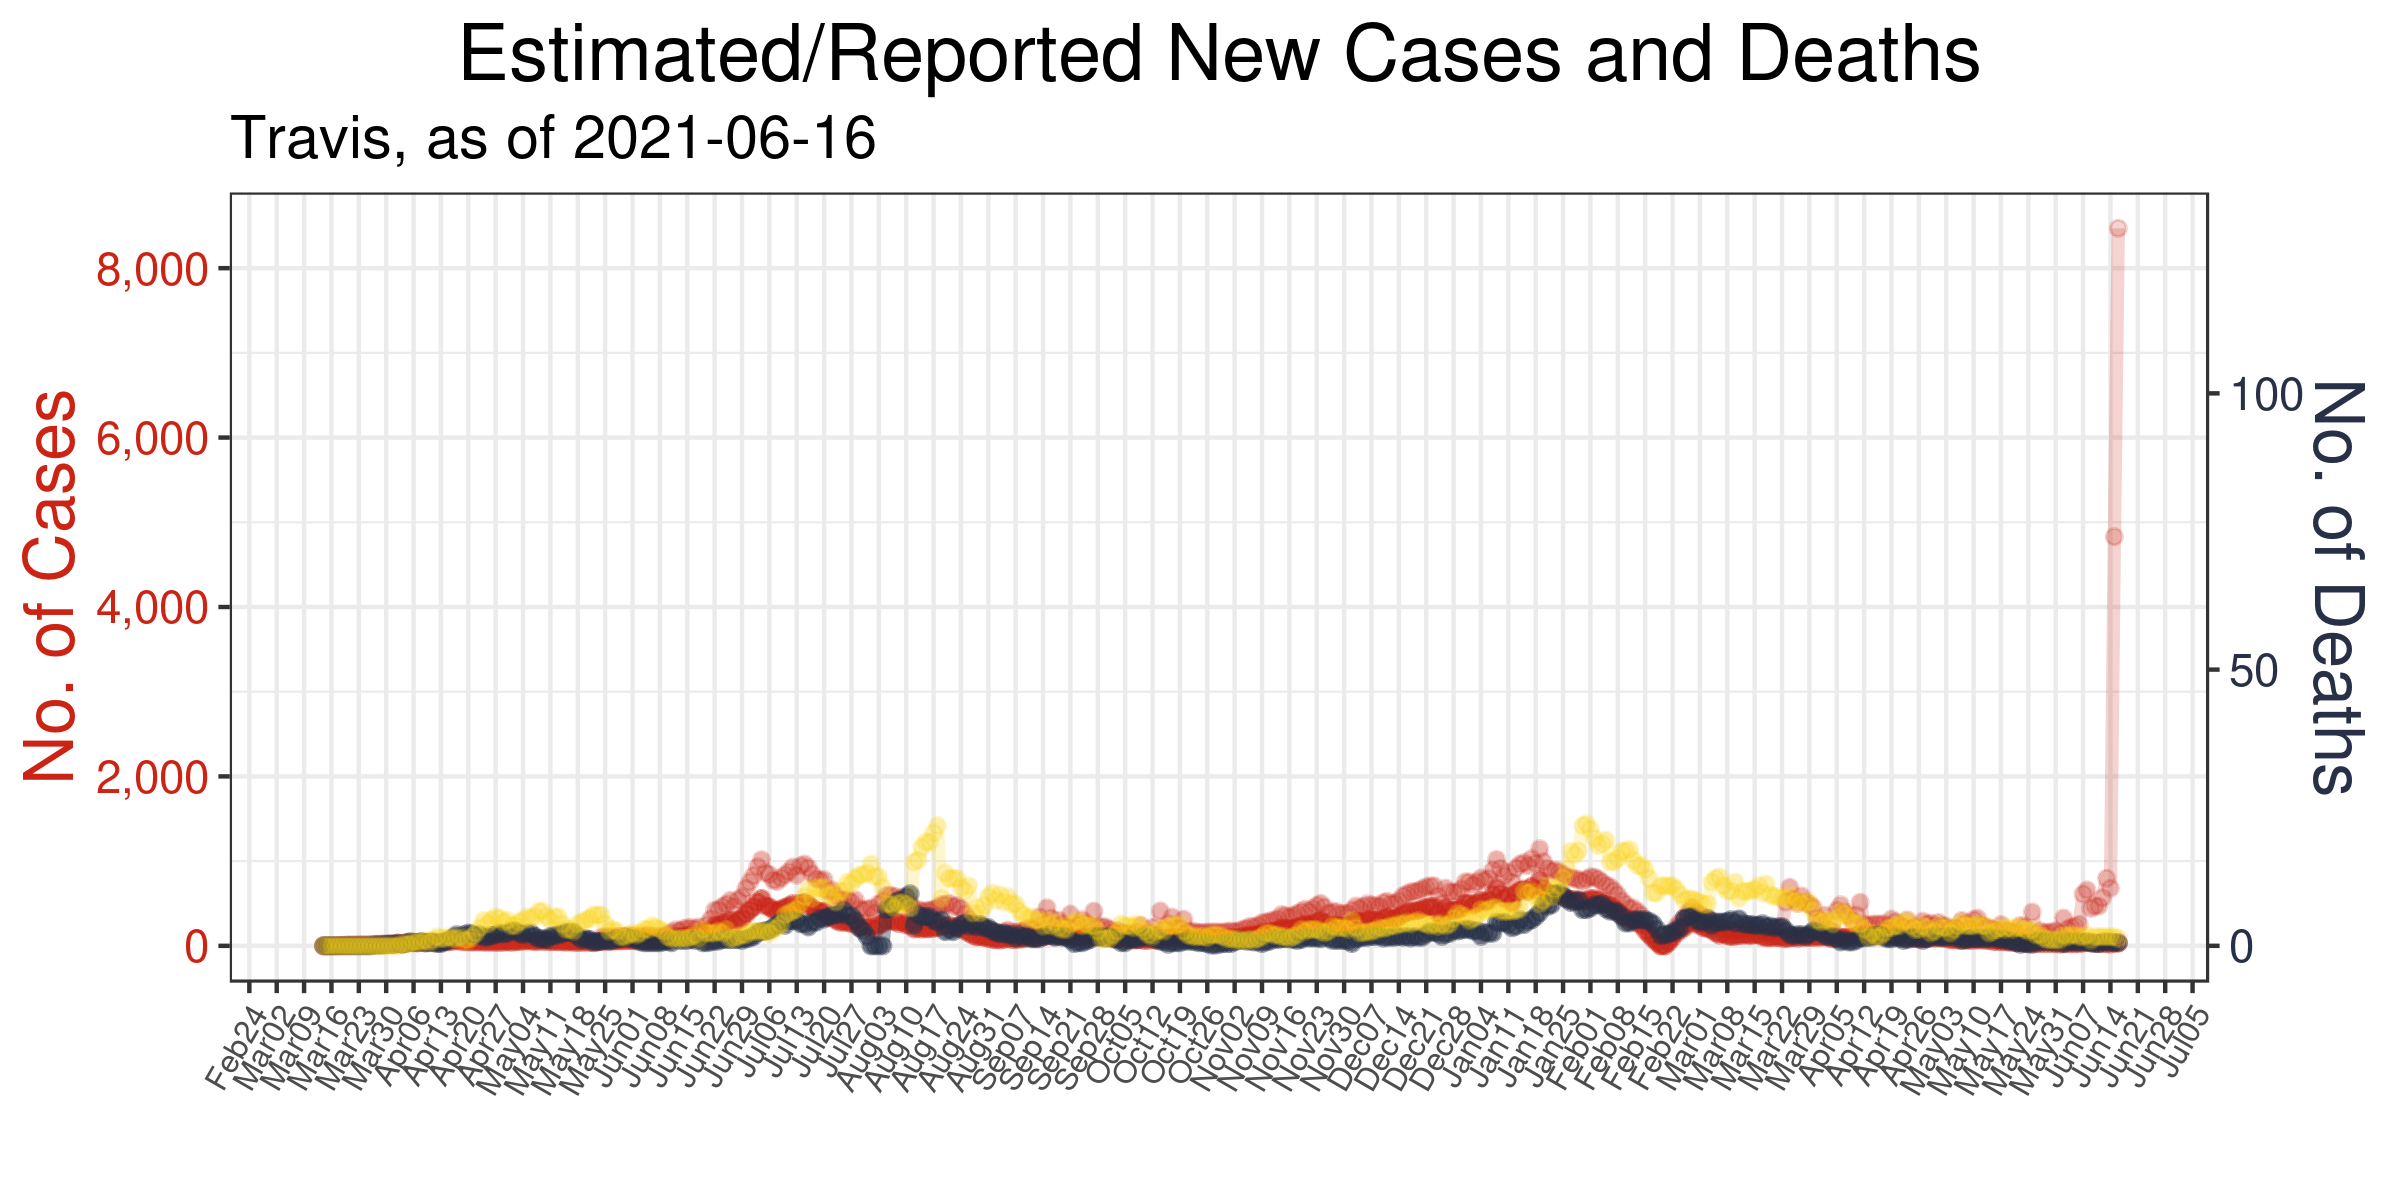 Estimated/Reported New Cases and Deaths
Travis, as of 2021-06-16
No. of Cases
8,000
6,000
4,000
2,000
0
100
50
0
No. of Deaths
Feb24
Mar02
Mar09
Mar16
Mar23
Mar30
Apr06
Apr13
Apr20
Apr27
May04
May11
May18
May25
Jun01
Jun08
Jun15
Jun22
Jun29
Jul06
Jul13
Jul20
Jul27
Aug03
Aug10
Aug17
Aug24
Aug31
Sep07
Sep14
Sep21
Sep28
Oct05
Oct12
Oct19
Oct26
Nov02
Nov09
Nov16
Nov23
Nov30
Dec07
Dec14
Dec21
Dec28
Jan04
Jan11
Jan18
Jan25
Feb01
Feb08
Feb15
Feb22
Mar01
Mar08
Mar15
Mar22
Mar29
Apr05
Apr12
Apr19
Apr26
May03
May10
May17
May24
May31
Jun07
Jun14
Jun21
Jun28
Jul05